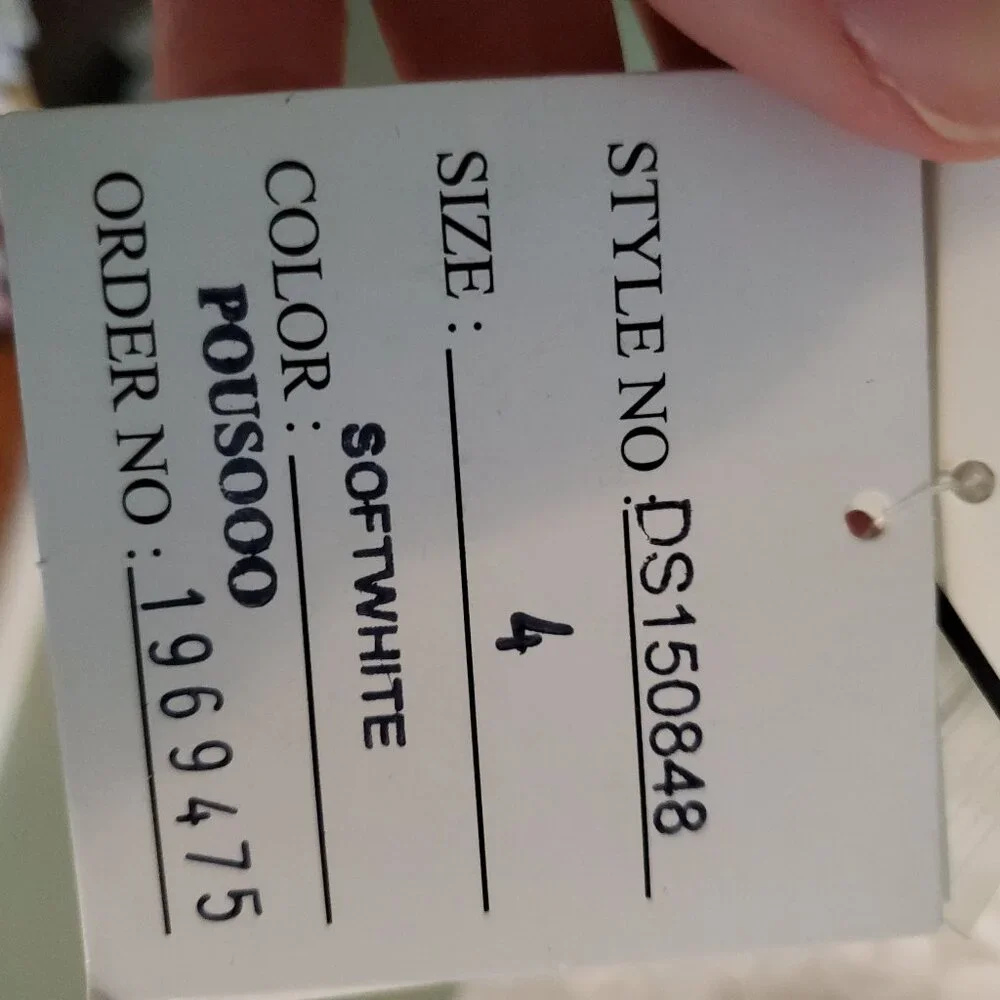 STYLE NO : DS150848
SIZE : 4
COLOR : SOFTWHITE
POUS000
ORDER NO : 1969475